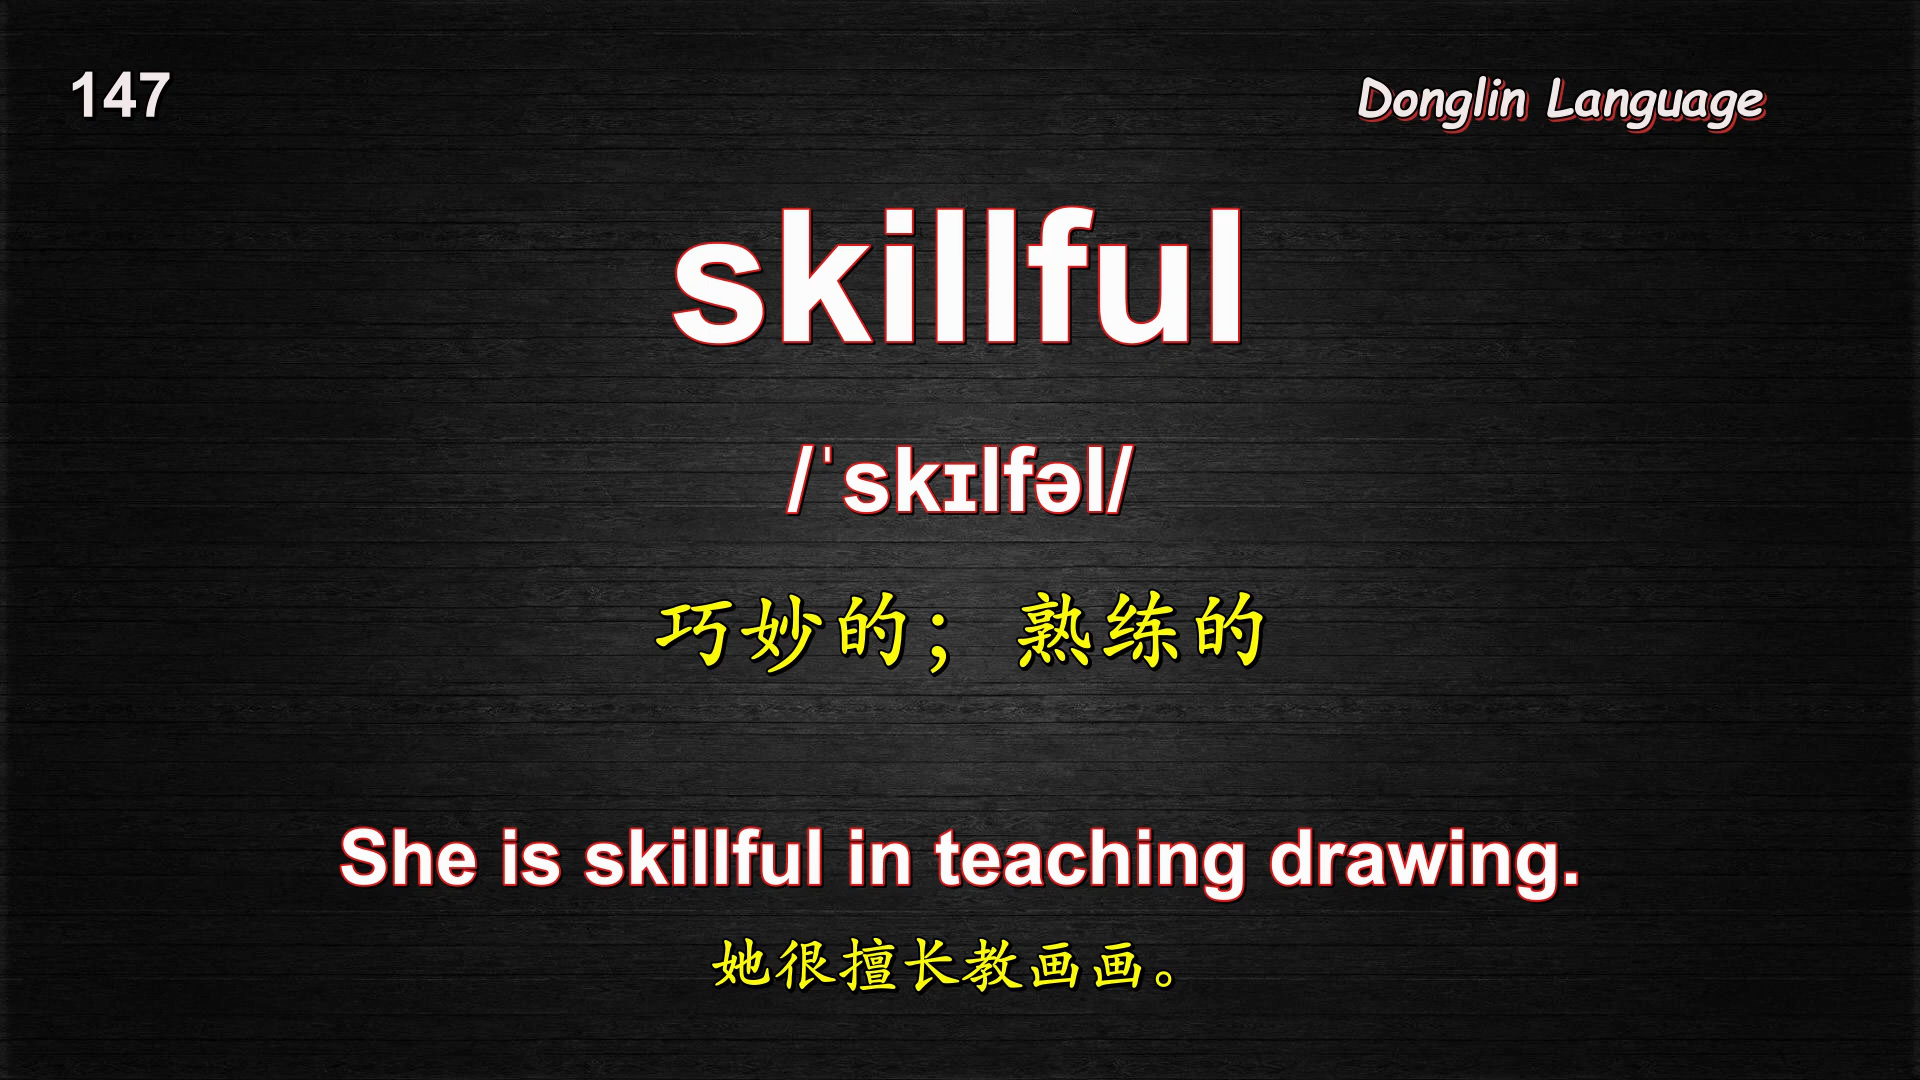 147
Donglin Language
skillful
/ˈskɪlfəl/
巧妙的；熟练的
She is skillful in teaching drawing.
她很擅长教画画。